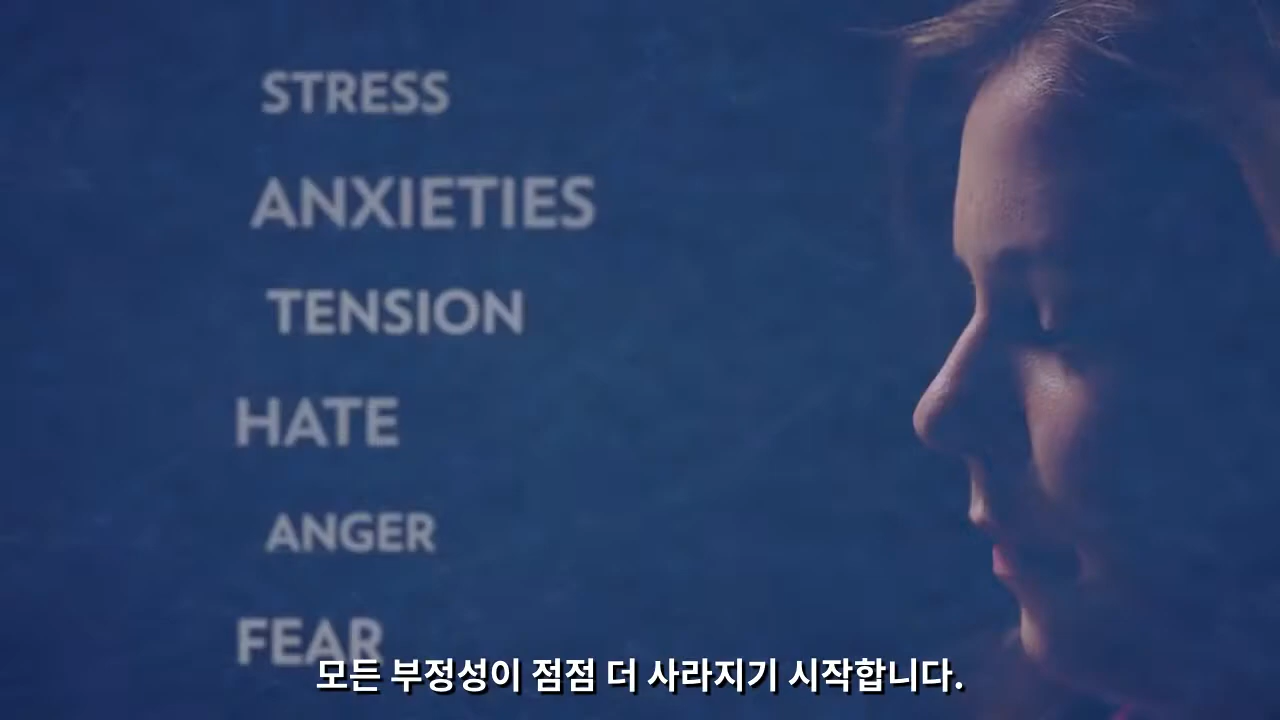 STRESS
ANXIETIES
TENSION
HATE
ANGER
FEAR
모든 부정성이 점점 더 사라지기 시작합니다.